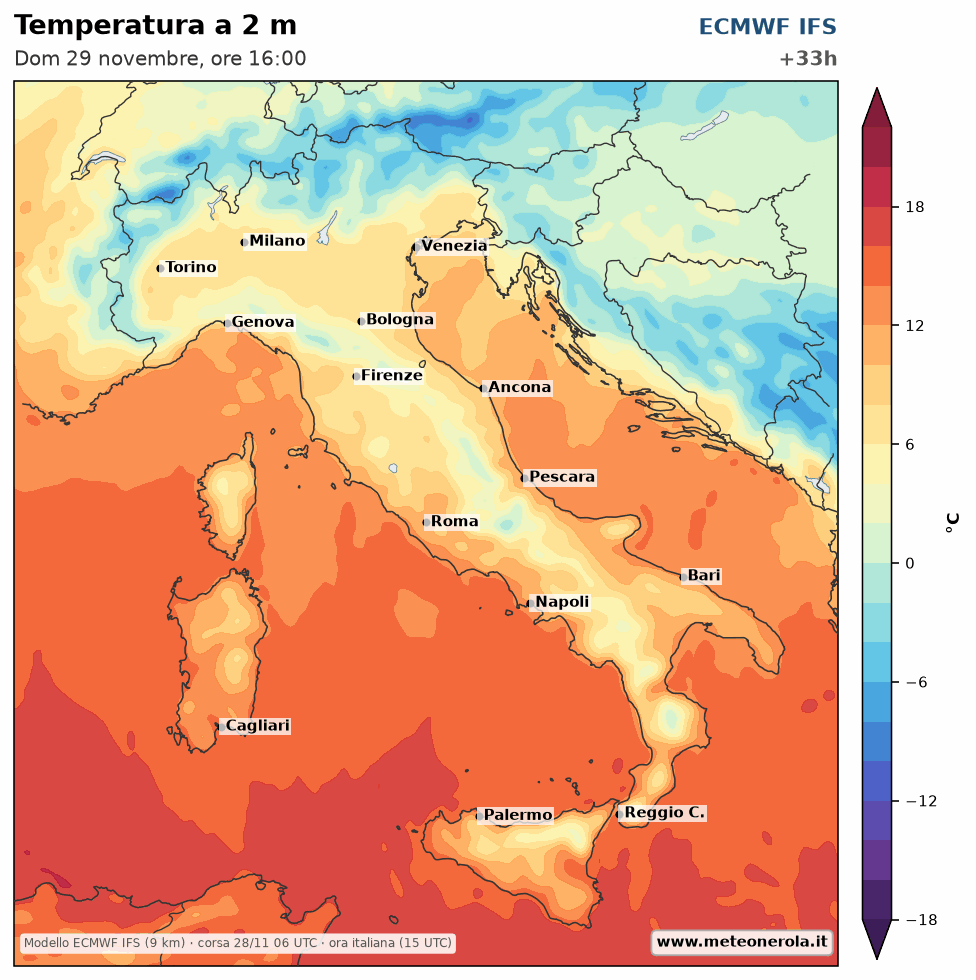 Temperatura a 2 m
ECMWF IFS
Dom 29 novembre, ore 16:00
+33h
Milano
Venezia
Torino
Genova
Bologna
Firenze
Ancona
Pescara
Roma
Bari
Napoli
Cagliari
Palermo
Reggio C.
18
12
6
0
−6
−12
−18
°C
Modello ECMWF IFS (9 km) · corsa 28/11 06 UTC · ora italiana (15 UTC)
www.meteonerola.it